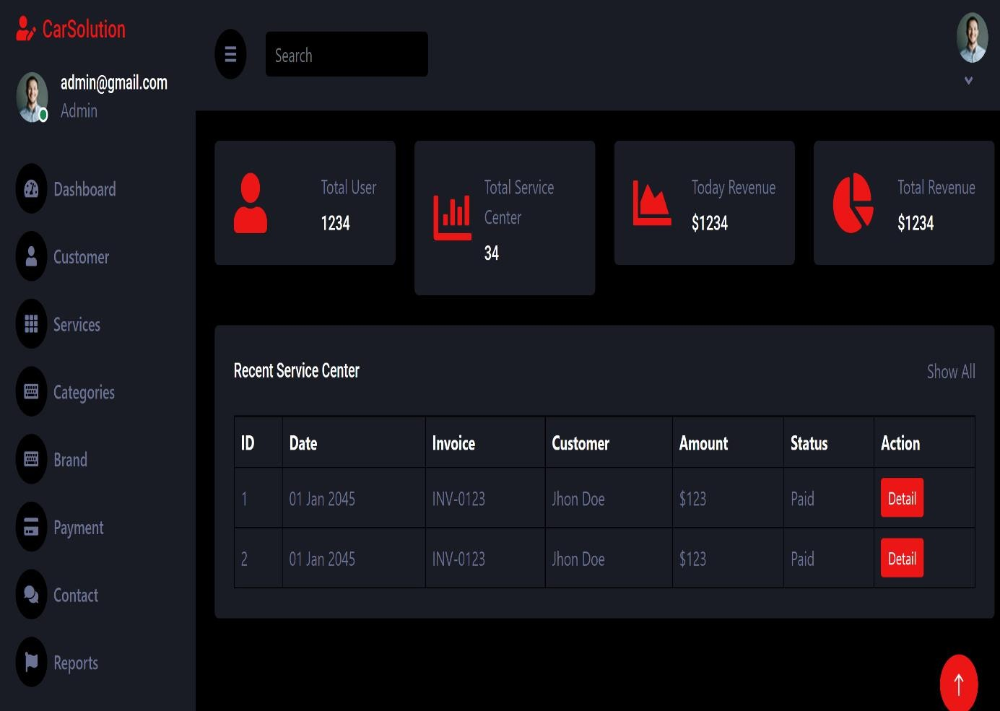 CarSolution
admin@gmail.com
Admin
Dashboard
Customer
Services
Categories
Brand
Payment
Contact
Reports
Search
Total User
1234
Total Service
Center
34
Today Revenue
$1234
Total Revenue
$1234
Recent Service Center
Show All
ID Date Invoice Customer Amount Status Action
1 01 Jan 2045 INV-0123 Jhon Doe $123 Paid Detail
2 01 Jan 2045 INV-0123 Jhon Doe $123 Paid Detail